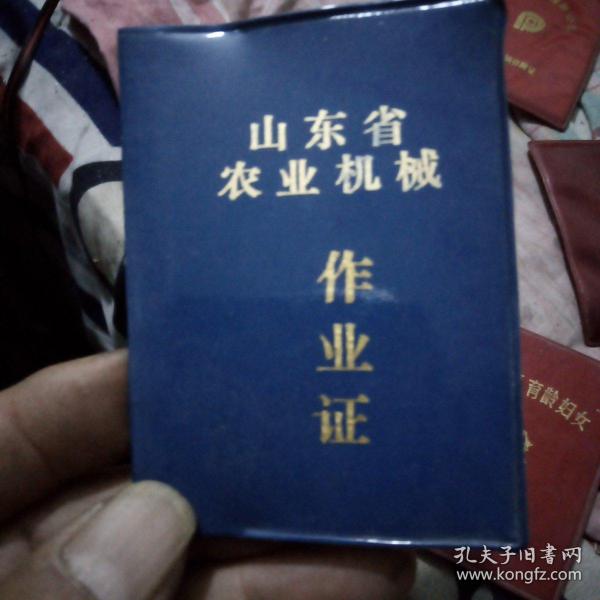 山东省
农业机械
作
业
证
育龄妇女
孔夫子旧书网
www.kongfz.com